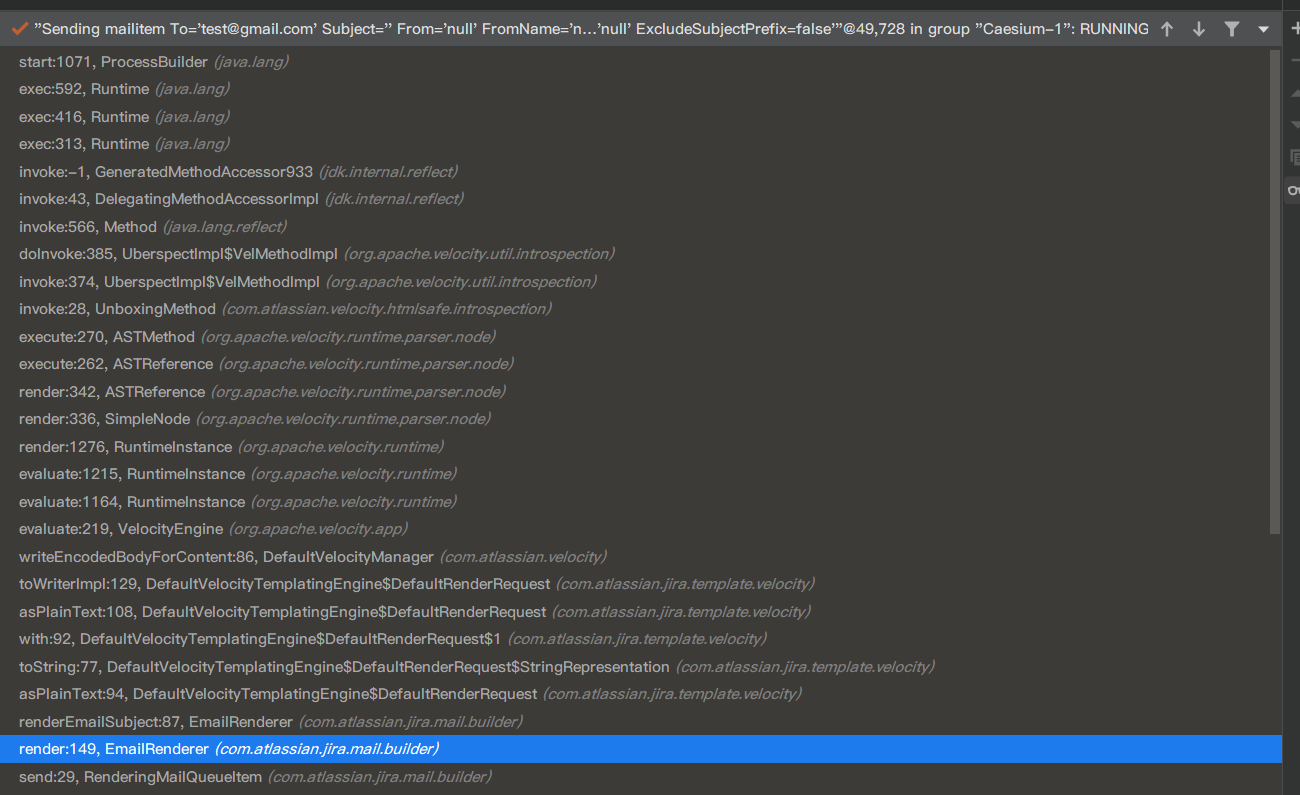 ”Sending mailitem To=’test@gmail.com’ Subject=’’ From=’null’ FromName=’n...’null’ ExcludeSubjectPrefix=false’”@49,728 in group ”Caesium-1”: RUNNING
start:1071, ProcessBuilder (java.lang)
exec:592, Runtime (java.lang)
exec:416, Runtime (java.lang)
exec:313, Runtime (java.lang)
invoke:-1, GeneratedMethodAccessor933 (jdk.internal.reflect)
invoke:43, DelegatingMethodAccessorImpl (jdk.internal.reflect)
invoke:566, Method (java.lang.reflect)
doInvoke:385, UberspectImpl$VelMethodImpl (org.apache.velocity.util.introspection)
invoke:374, UberspectImpl$VelMethodImpl (org.apache.velocity.util.introspection)
invoke:28, UnboxingMethod (com.atlassian.velocity.htmlsafe.introspection)
execute:270, ASTMethod (org.apache.velocity.runtime.parser.node)
execute:262, ASTReference (org.apache.velocity.runtime.parser.node)
render:342, ASTReference (org.apache.velocity.runtime.parser.node)
render:336, SimpleNode (org.apache.velocity.runtime.parser.node)
render:1276, RuntimeInstance (org.apache.velocity.runtime)
evaluate:1215, RuntimeInstance (org.apache.velocity.runtime)
evaluate:1164, RuntimeInstance (org.apache.velocity.runtime)
evaluate:219, VelocityEngine (org.apache.velocity.app)
writeEncodedBodyForContent:86, DefaultVelocityManager (com.atlassian.velocity)
toWriterImpl:129, DefaultVelocityTemplatingEngine$DefaultRenderRequest (com.atlassian.jira.template.velocity)
asPlainText:108, DefaultVelocityTemplatingEngine$DefaultRenderRequest (com.atlassian.jira.template.velocity)
with:92, DefaultVelocityTemplatingEngine$DefaultRenderRequest$1 (com.atlassian.jira.template.velocity)
toString:77, DefaultVelocityTemplatingEngine$DefaultRenderRequest$StringRepresentation (com.atlassian.jira.template.velocity)
asPlainText:94, DefaultVelocityTemplatingEngine$DefaultRenderRequest (com.atlassian.jira.template.velocity)
renderEmailSubject:87, EmailRenderer (com.atlassian.jira.mail.builder)
render:149, EmailRenderer (com.atlassian.jira.mail.builder)
send:29, RenderingMailQueueItem (com.atlassian.jira.mail.builder)